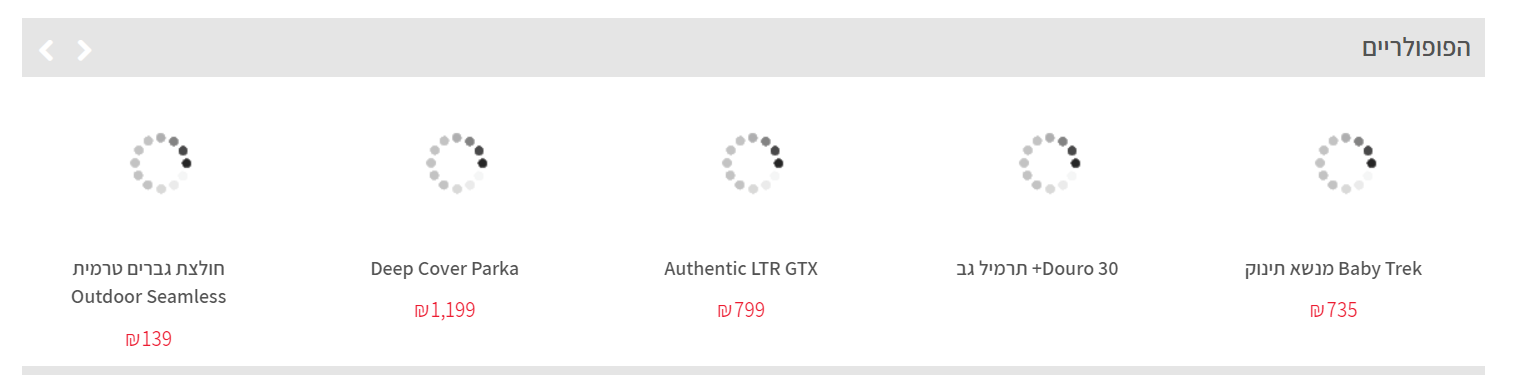 הפופולריים
Baby Trek מנשא תינוק
₪735
Douro 30+ תרמיל גב
Authentic LTR GTX
₪799
Deep Cover Parka
₪1,199
חולצת גברים טרמית
Outdoor Seamless
₪139